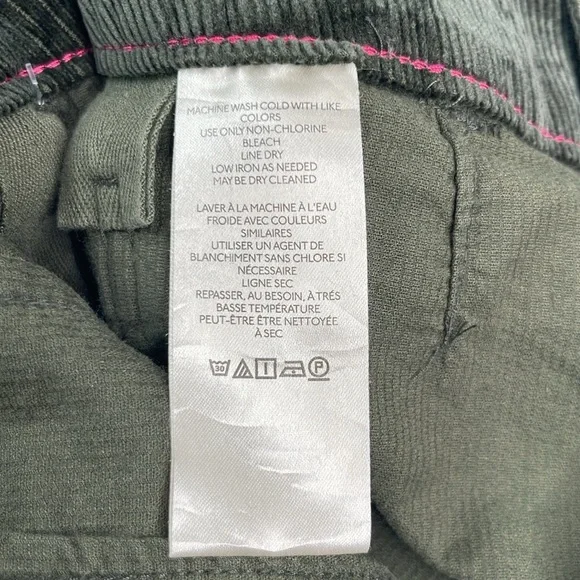 MACHINE WASH COLD WITH LIKE
COLORS
USE ONLY NON-CHLORINE
BLEACH
LINE DRY
LOW IRON AS NEEDED
MAY BE DRY CLEANED
LAVER À LA MACHINE À L'EAU
FROIDE AVEC COULEURS
SIMILAIRES
UTILISER UN AGENT DE
BLANCHIMENT SANS CHLORE SI
NÉCESSAIRE
LIGNE SEC
REPASSER, AU BESOIN, À TRÉS
BASSE TEMPÉRATURE
PEUT-ÊTRE ÊTRE NETTOYÉE
À SEC
30
P